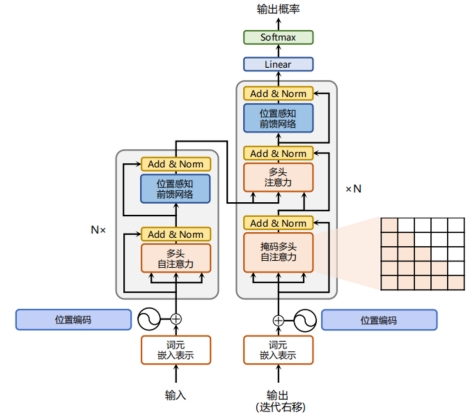 输出概率
Softmax
Linear
Add & Norm
位置感知
前馈网络
Add & Norm
多头
注意力
×N
Add & Norm
掩码多头
自注意力
Add & Norm
位置感知
前馈网络
N×
Add & Norm
多头
自注意力
位置编码
位置编码
词元
嵌入表示
词元
嵌入表示
输入
输出
(迭代右移)